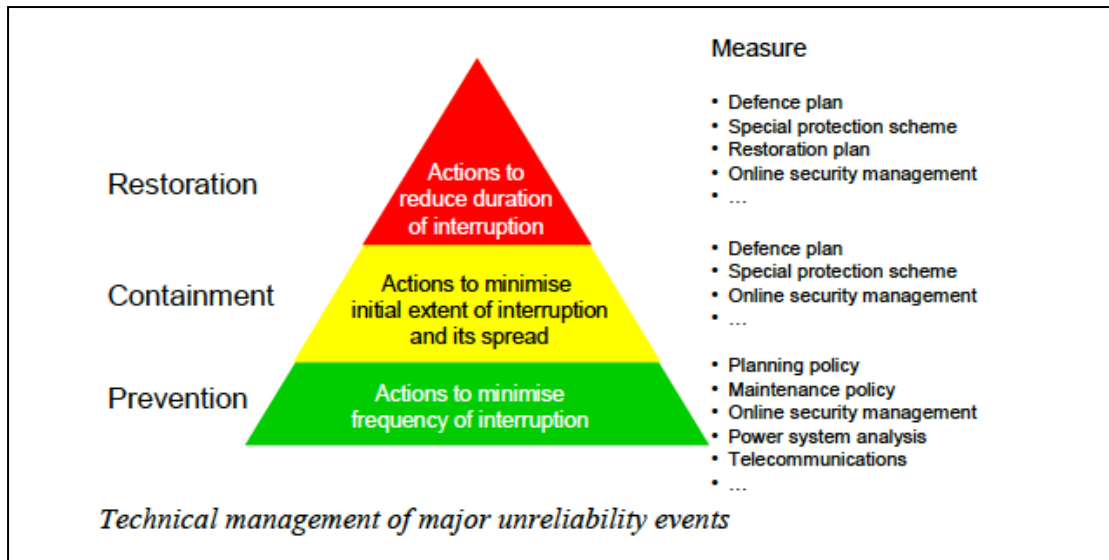 Measure
• Defence plan
• Special protection scheme
• Restoration plan
• Online security management
• ...
Restoration
Actions to
reduce duration
of interruption
• Defence plan
• Special protection scheme
• Online security management
• ...
Containment
Actions to minimise
initial extent of interruption
and its spread
• Planning policy
• Maintenance policy
• Online security management
• Power system analysis
• Telecommunications
• ...
Prevention
Actions to minimise
frequency of interruption
Technical management of major unreliability events